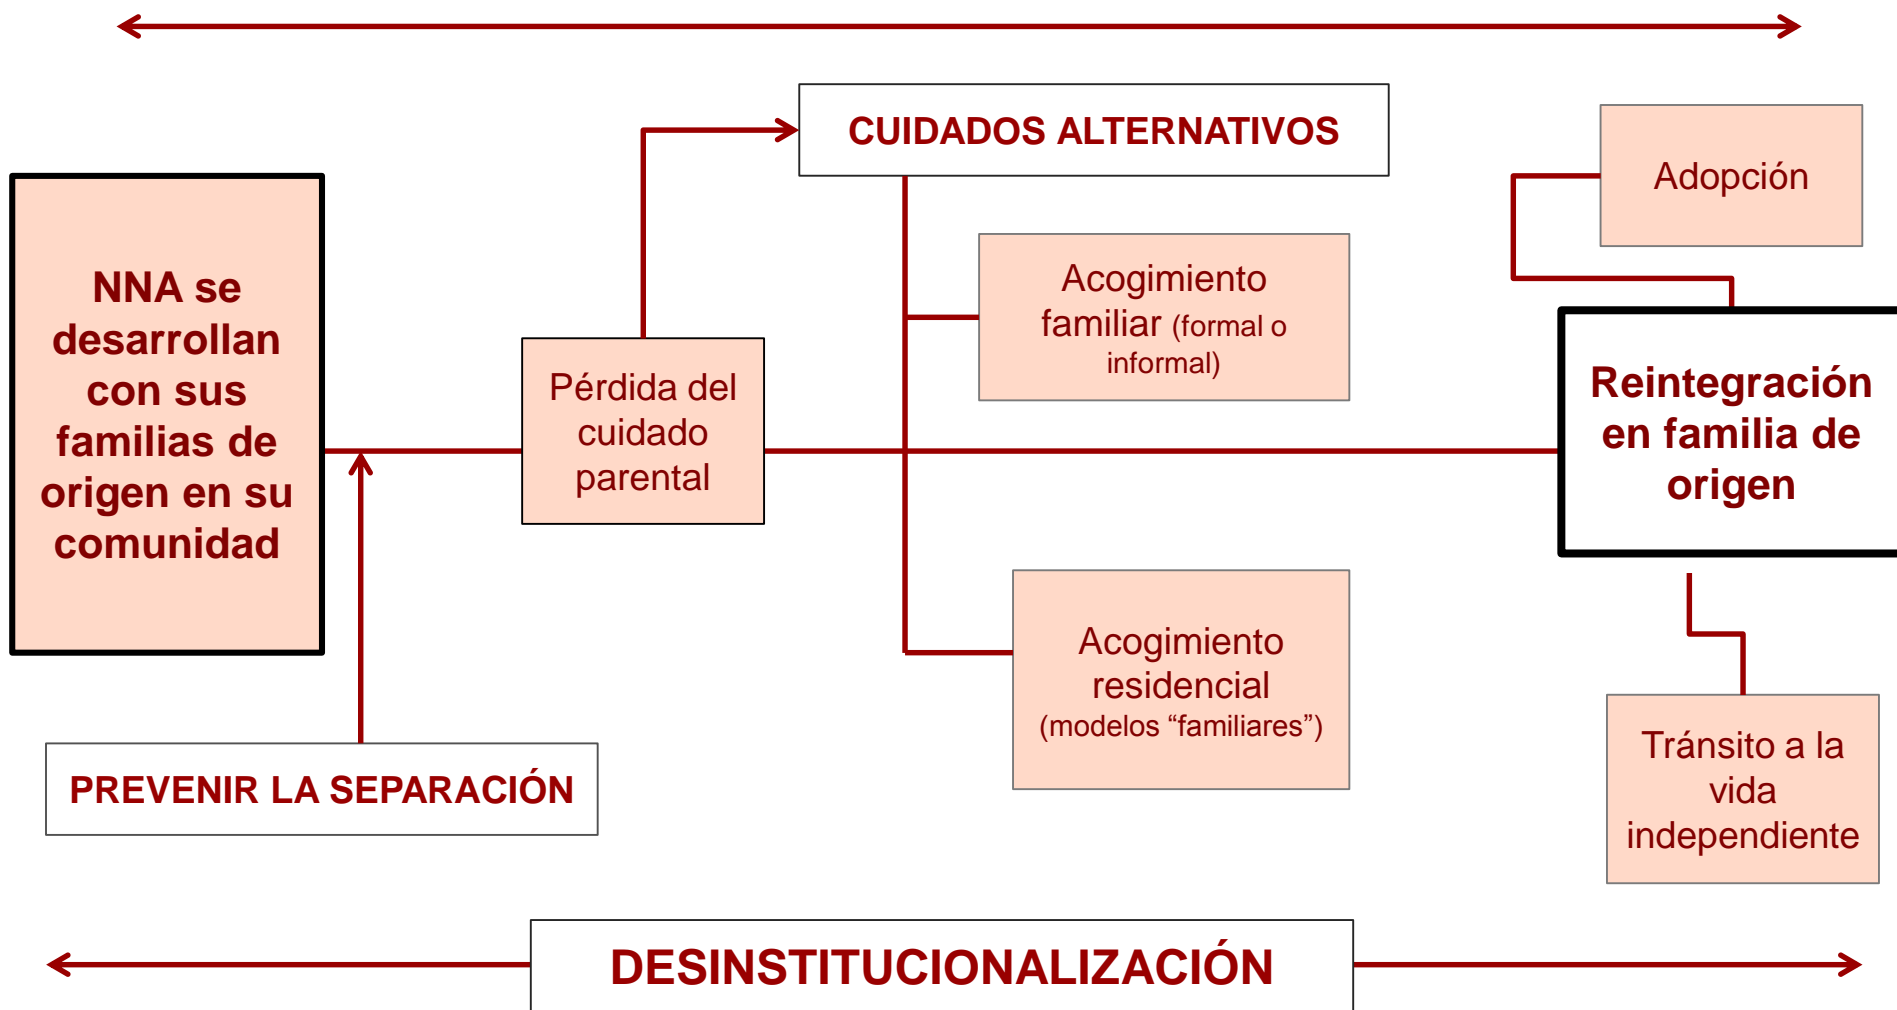 NNA se
desarrollan
con sus
familias de
origen en su
comunidad
PREVENIR LA SEPARACIÓN
Pérdida del
cuidado
parental
CUIDADOS ALTERNATIVOS
Acogimiento
familiar (formal o
informal)
Acogimiento
residencial
(modelos “familiares”)
Adopción
Reintegración
en familia de
origen
Tránsito a la
vida
independiente
DESINSTITUCIONALIZACIÓN